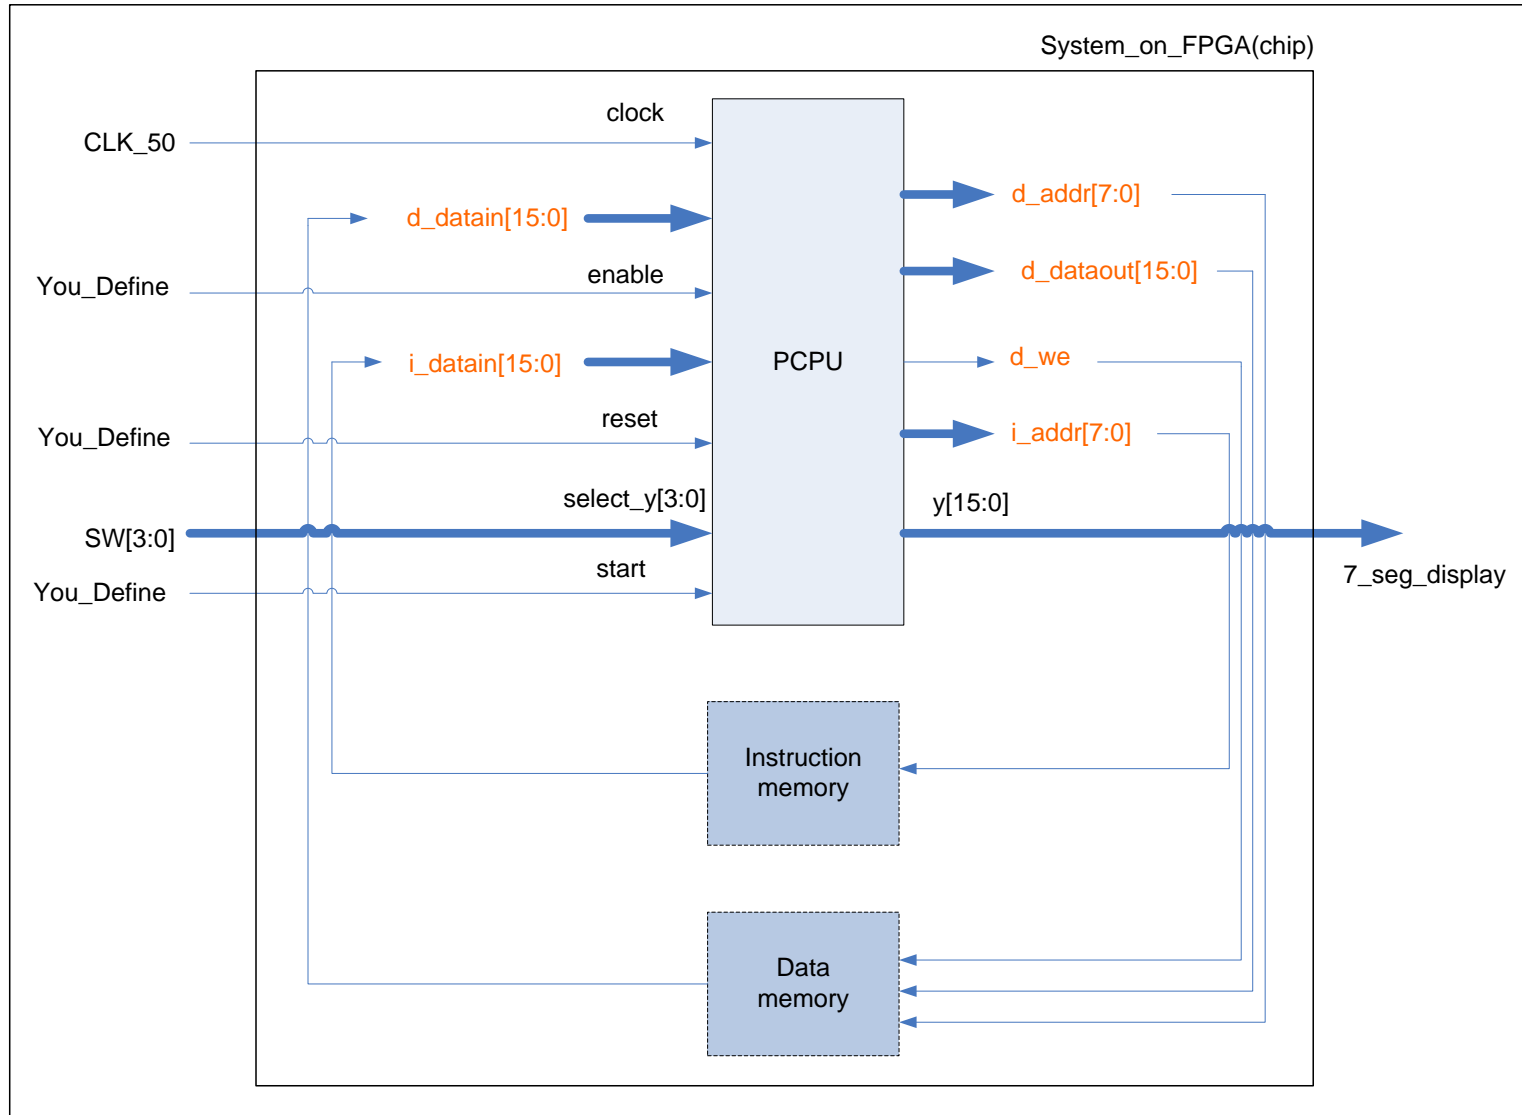 System_on_FPGA(chip)
clock
CLK_50
d_datain[15:0]
d_addr[7:0]
enable
You_Define
d_dataout[15:0]
i_datain[15:0]
PCPU
d_we
reset
You_Define
i_addr[7:0]
select_y[3:0]
y[15:0]
SW[3:0]
start
You_Define
7_seg_display
Instruction
memory
Data
memory